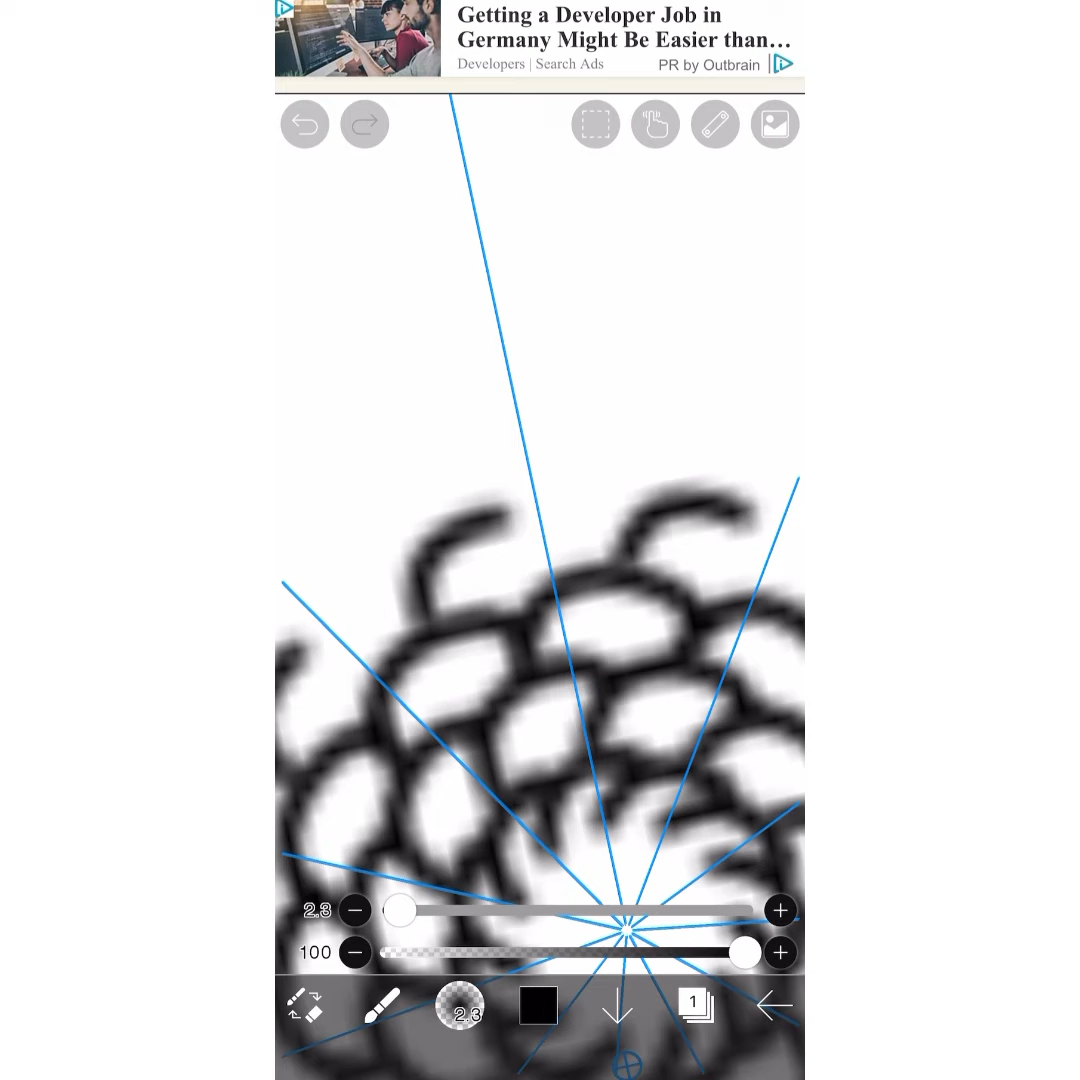 Getting a Developer Job in
Germany Might Be Easier than...
Developers | Search Ads
PR by Outbrain
2.3
100
2.3
1